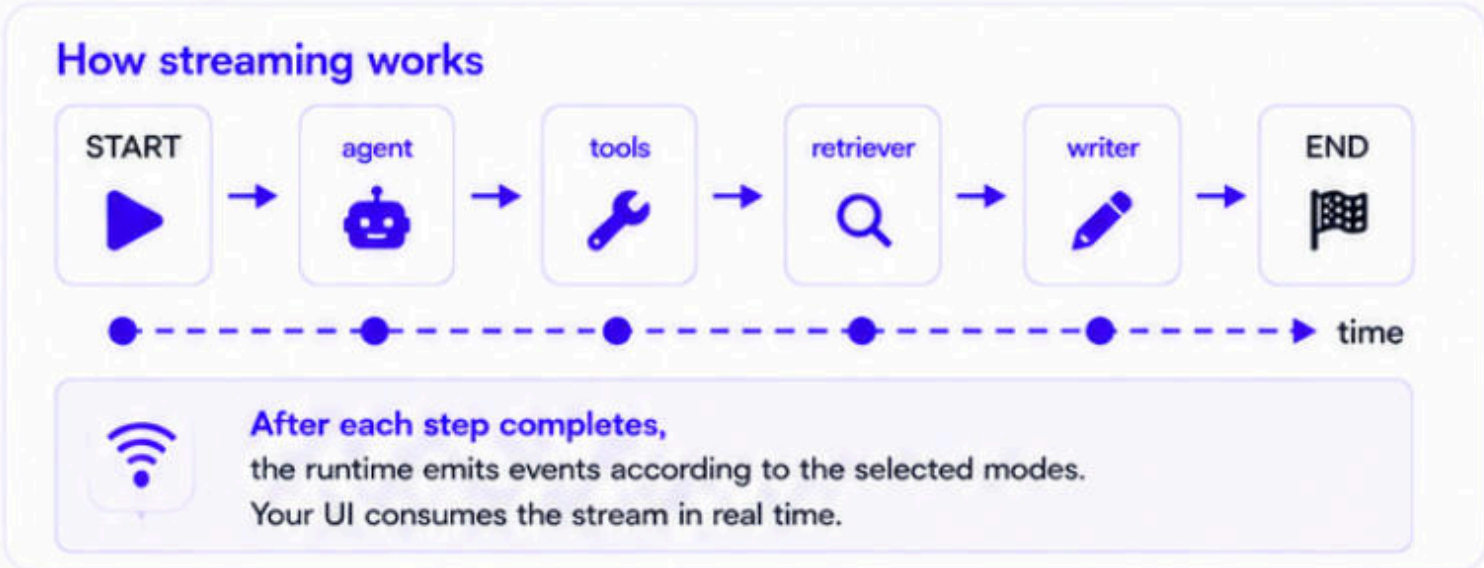 How streaming works
START
agent
tools
retriever
writer
END
time
After each step completes,
the runtime emits events according to the selected modes.
Your UI consumes the stream in real time.